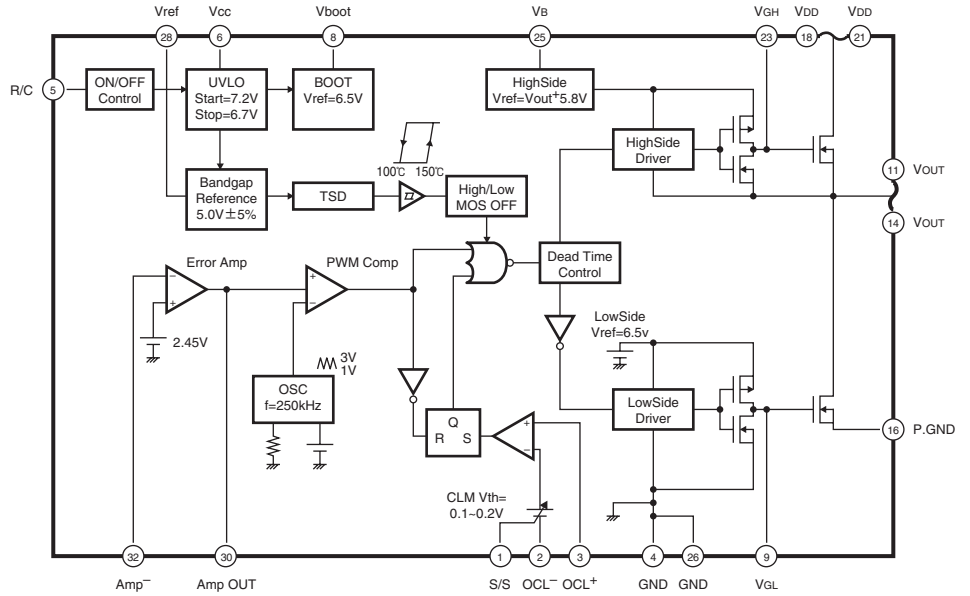 Vref
Vcc
Vboot
VB
VGH
VDD
VDD
28
6
8
25
23
18
21
R/C
5
ON/OFF
Control
UVLO
Start=7.2V
Stop=6.7V
BOOT
Vref=6.5V
HighSide
Vref=Vout+5.8V
HighSide
Driver
100℃ 150℃
Bandgap
Reference
5.0V±5%
TSD
High/Low
MOS OFF
11
VOUT
14
VOUT
Error Amp
PWM Comp
Dead Time
Control
−
+
+
−
2.45V
LowSide
Vref=6.5v
3V
1V
OSC
f=250kHz
LowSide
Driver
Q
R S
+
−
16
P.GND
CLM Vth=
0.1~0.2V
32
30
1
2
3
4
26
9
Amp−
Amp OUT
S/S
OCL−
OCL+
GND
GND
VGL